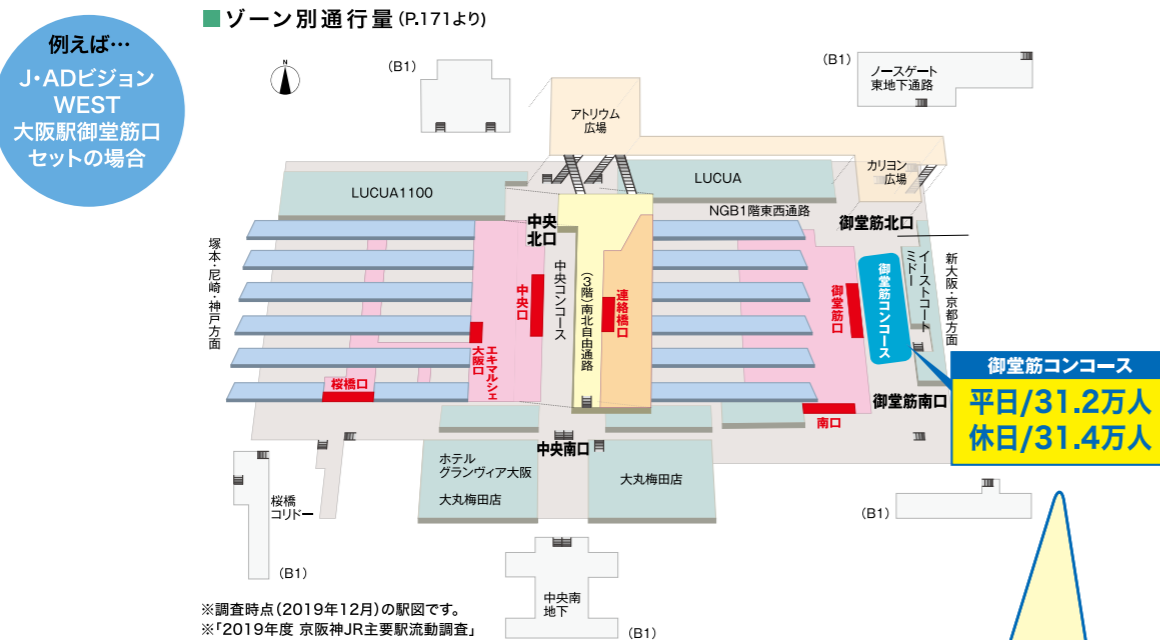 ■ゾーン別通行量(P.171より)
例えば…
J・ADビジョン
WEST
大阪駅御堂筋口
セットの場合
N
(B1)
アトリウム
広場
(B1)
ノースゲート
東地下通路
カリヨン
広場
LUCUA1100
LUCUA
NGB1階東西通路
中央
北口
御堂筋北口
塚本・尼崎・神戸方面
中央口
中央コンコース
(3階)南北自由通路
連絡橋口
御堂筋口
御堂筋コンコース
イーストコート
ミドー
新大阪・京都方面
エキマルシェ
大阪口
桜橋口
御堂筋コンコース
平日/31.2万人
休日/31.4万人
御堂筋南口
南口
中央南口
ホテル
グランヴィア大阪
大丸梅田店
大丸梅田店
桜橋
コリドー
(B1)
(B1)
中央南
地下
(B1)
※調査時点(2019年12月)の駅図です。
※「2019年度 京阪神JR主要駅流動調査」